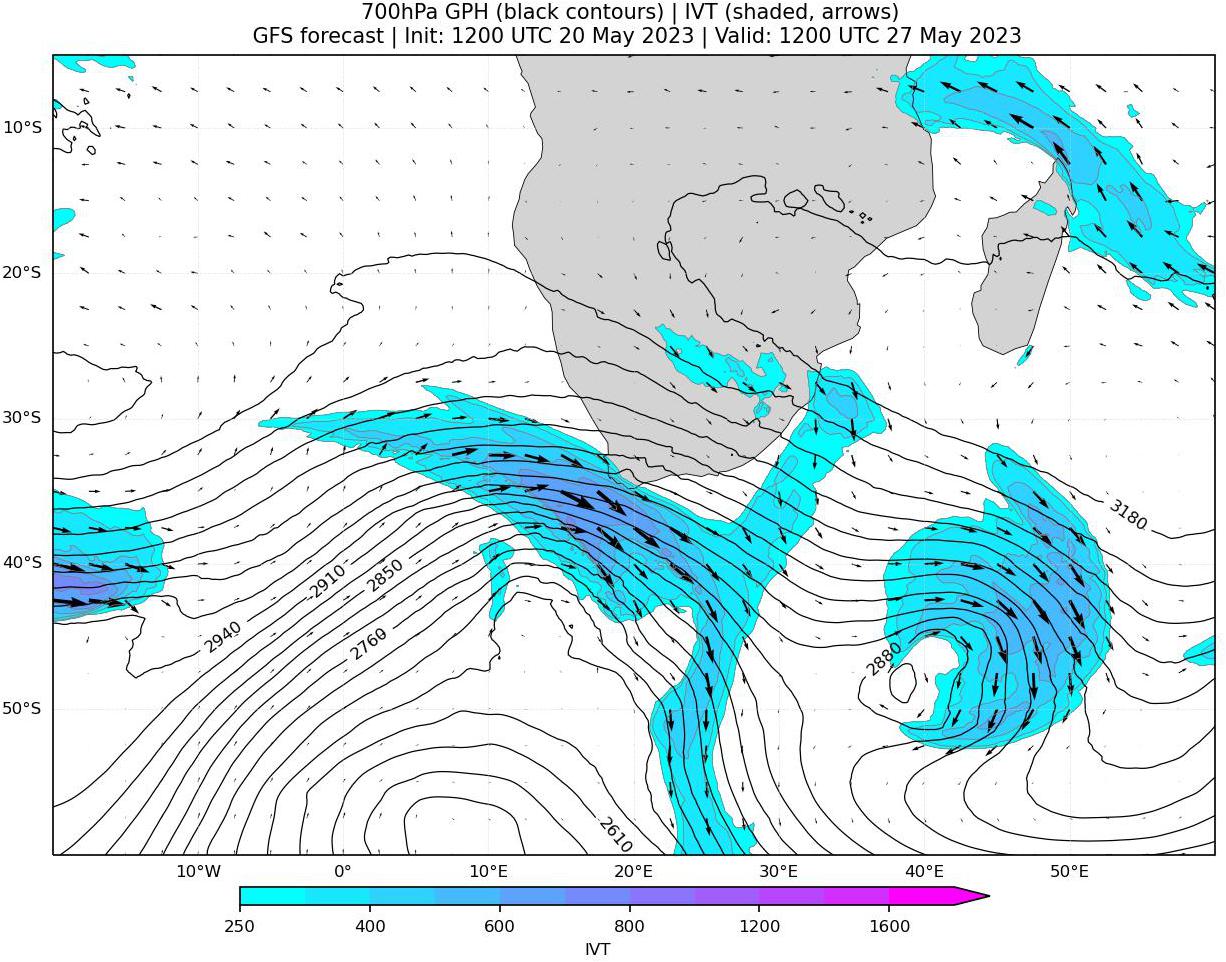 700hPa GPH (black contours) | IVT (shaded, arrows)
GFS forecast | Init: 1200 UTC 20 May 2023 | Valid: 1200 UTC 27 May 2023
10°S
20°S
30°S
3180
40°S
2910
2850
2940
2760
2880
50°S
2610
10°W 0° 10°E 20°E 30°E 40°E 50°E
250 400 600 800 1200 1600
IVT